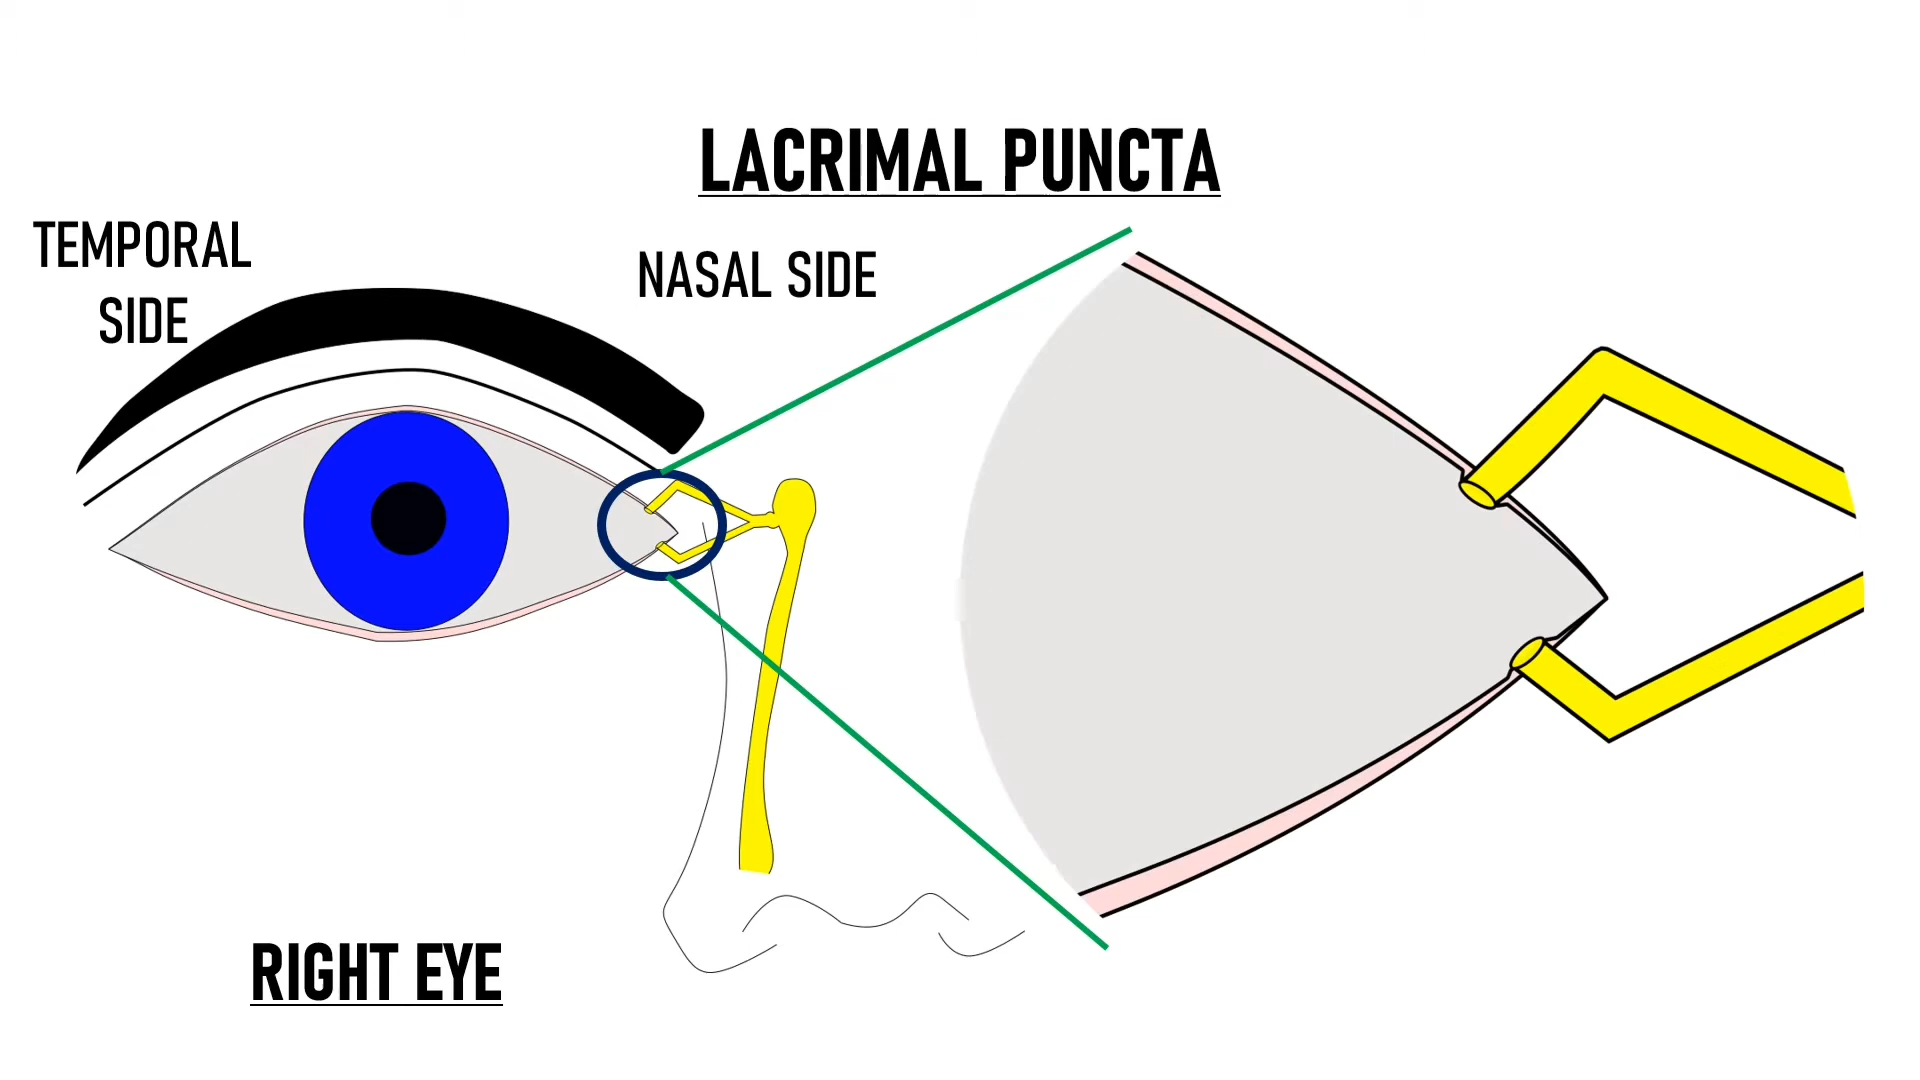 LACRIMAL PUNCTA
TEMPORAL
SIDE
NASAL SIDE
RIGHT EYE